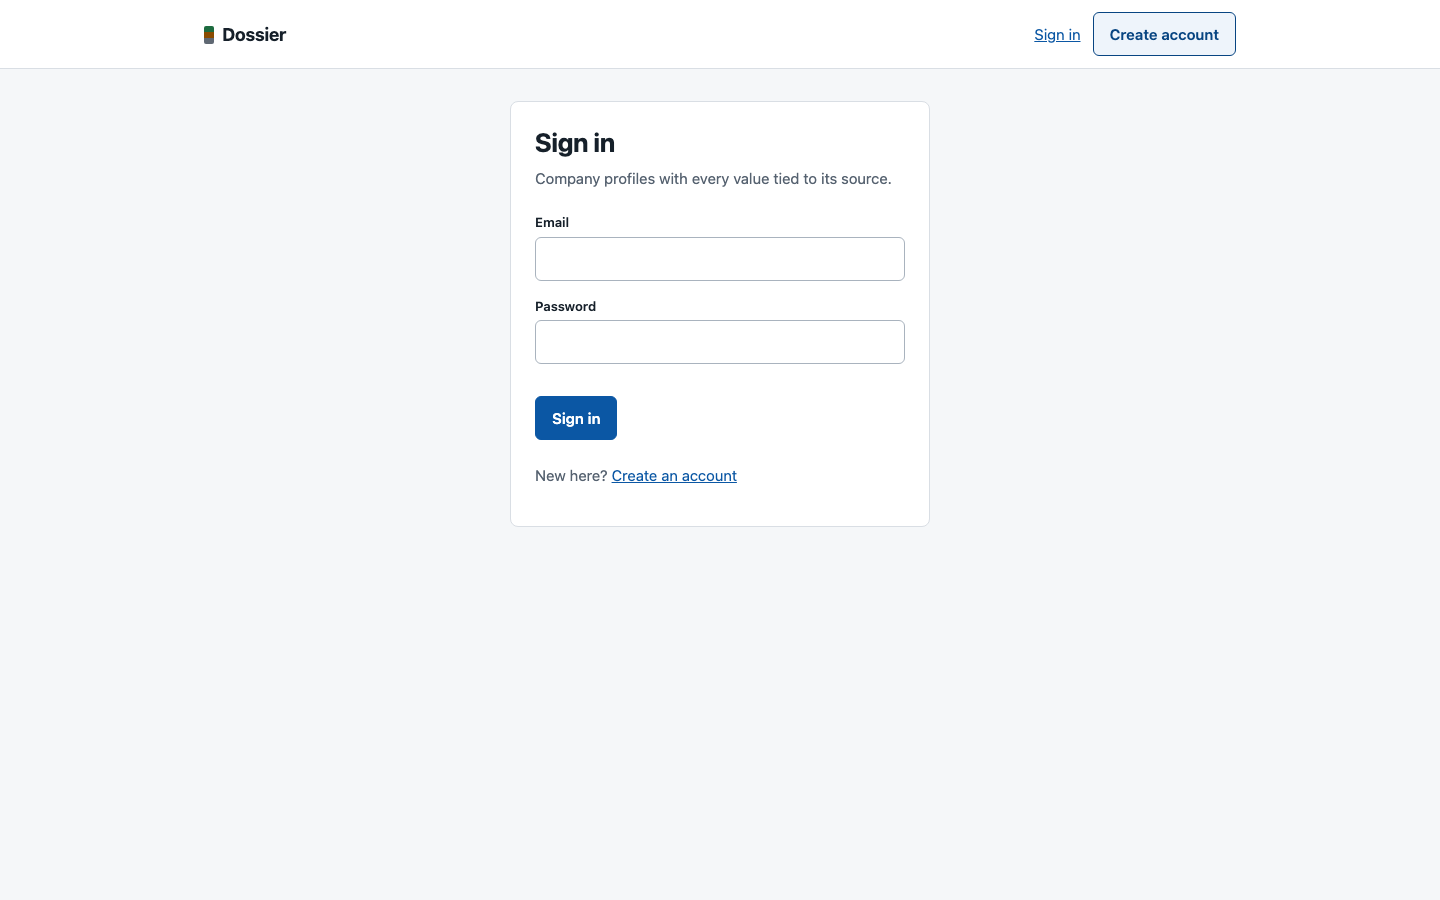 Dossier
Sign in
Create account
Sign in
Company profiles with every value tied to its source.
Email
Password
Sign in
New here? Create an account